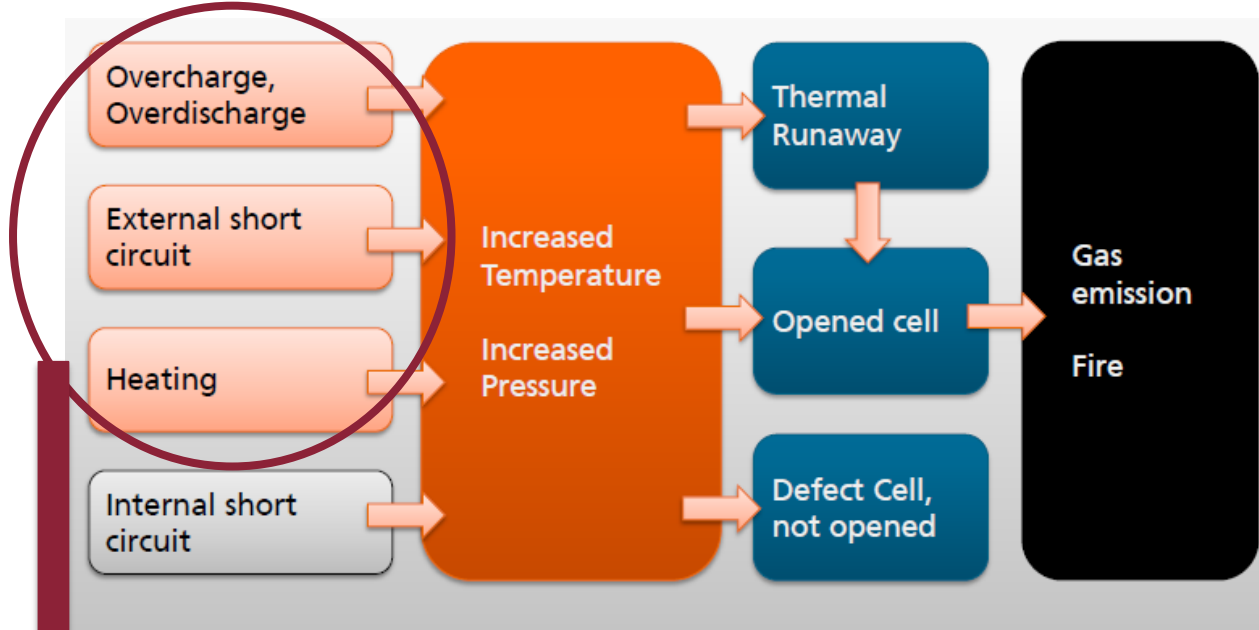 Overcharge,
Overdischarge
External short
circuit
Heating
Internal short
circuit
Increased
Temperature
Increased
Pressure
Thermal
Runaway
Opened cell
Defect Cell,
not opened
Gas
emission
Fire